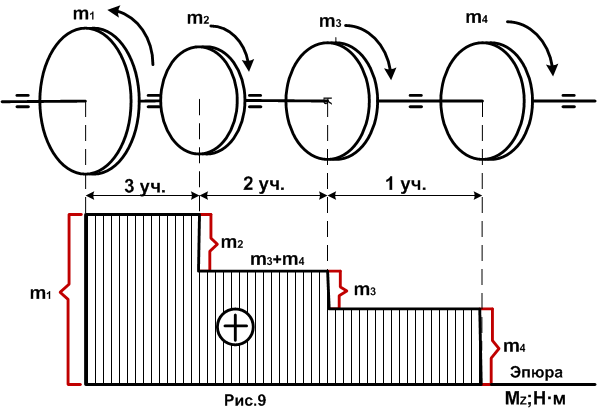 m₁
m₂
m₃
m₄
3 уч.
2 уч.
1 уч.
m₂
m₃+m₄
m₁
m₃
m₄
Эпюра
Рис.9
Mz;Н·м